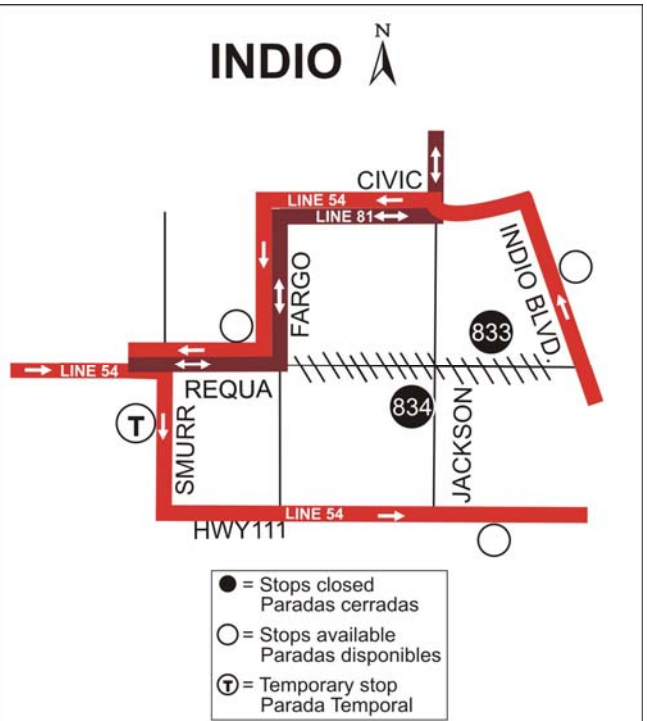 N
INDIO
CIVIC
LINE 54
LINE 81
INDIO BLVD.
FARGO
833
LINE 54
REQUA
834
T
SMURR
JACKSON
LINE 54
HWY111
= Stops closed
Paradas cerradas
= Stops available
Paradas disponibles
T = Temporary stop
Parada Temporal